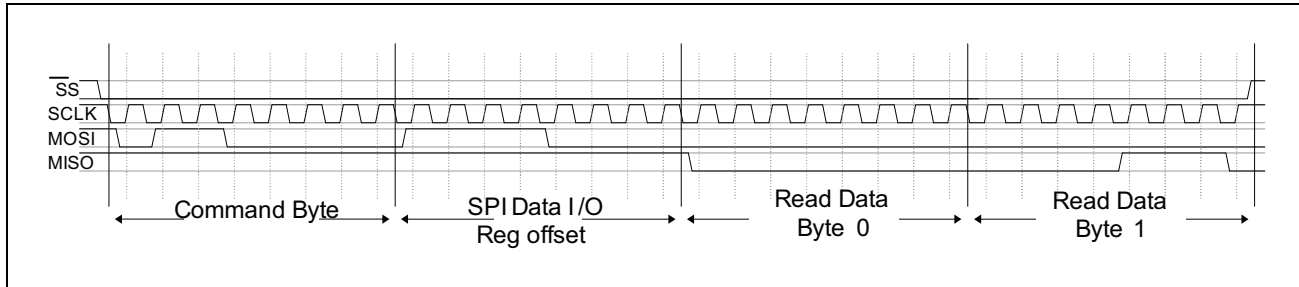 SS
SCLK
MOSI
MISO
Command Byte
SPI Data I/O
Reg offset
Read Data
Byte 0
Read Data
Byte 1